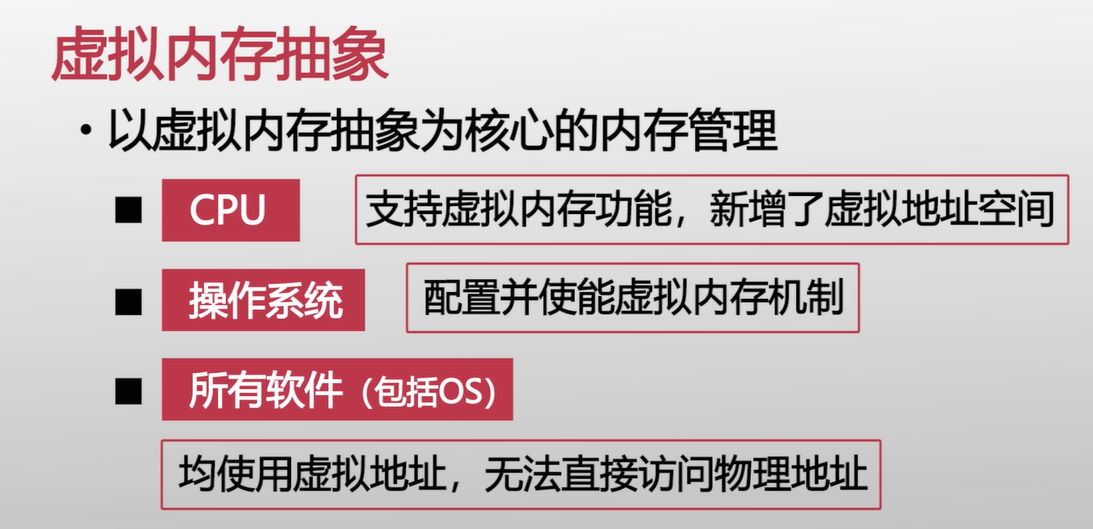 虚拟内存抽象
• 以虚拟内存抽象为核心的内存管理
■ CPU 支持虚拟内存功能，新增了虚拟地址空间
■ 操作系统 配置并使能虚拟内存机制
■ 所有软件（包括OS）
均使用虚拟地址，无法直接访问物理地址